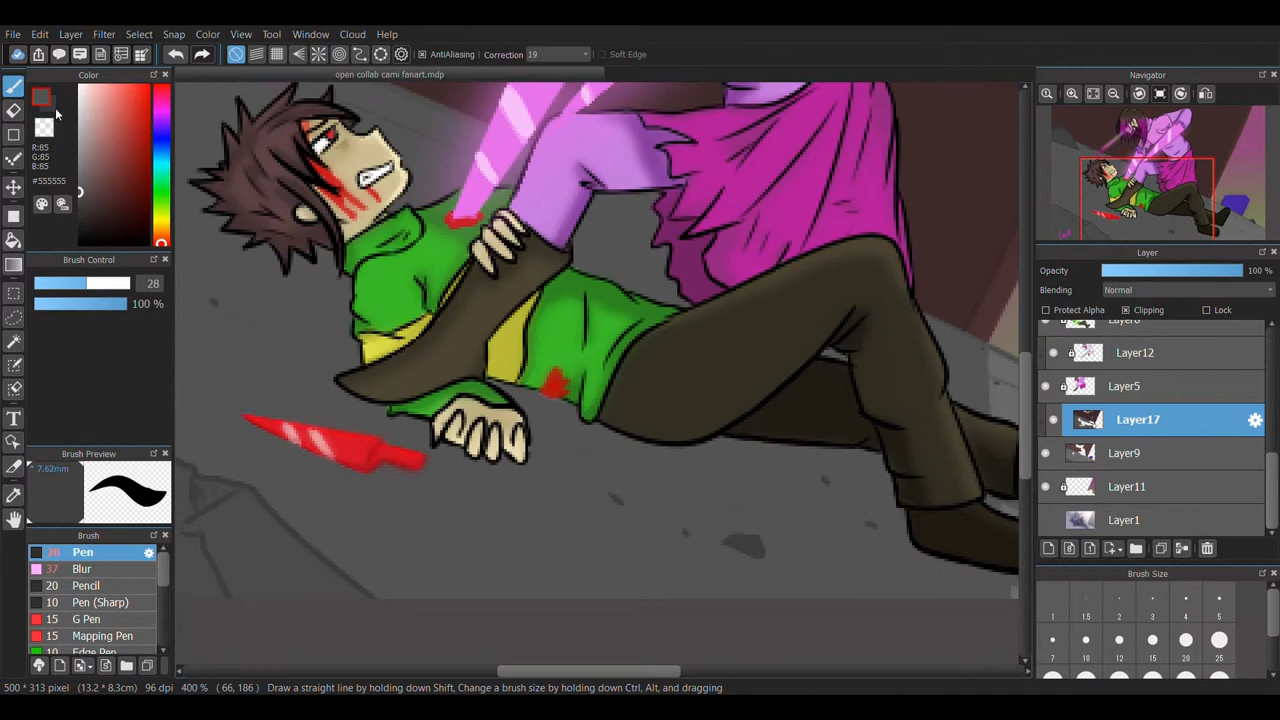 File Edit Layer Filter Select Snap Color View Tool Window Cloud Help
AntiAliasing Correction 19 Soft Edge
Color
open collab cami fanart.mdp
Navigator
R:85
G:85
B:85
#555555
Brush Control
28
100 %
Layer
Opacity 100 %
Blending Normal
Protect Alpha Clipping Lock
Layer12
Layer5
Layer17
Layer9
Layer11
Layer1
Brush Preview
* 7.62mm
Brush
28 Pen
37 Blur
20 Pencil
10 Pen (Sharp)
15 G Pen
15 Mapping Pen
10 Edge Pen
Brush Size
1 1.5 2 3 4 5
7 10 12 15 20 25
500 * 313 pixel (13.2 * 8.3cm) 96 dpi 400 % ( 66, 186 ) Draw a straight line by holding down Shift, Change a brush size by holding down Ctrl, Alt, and dragging